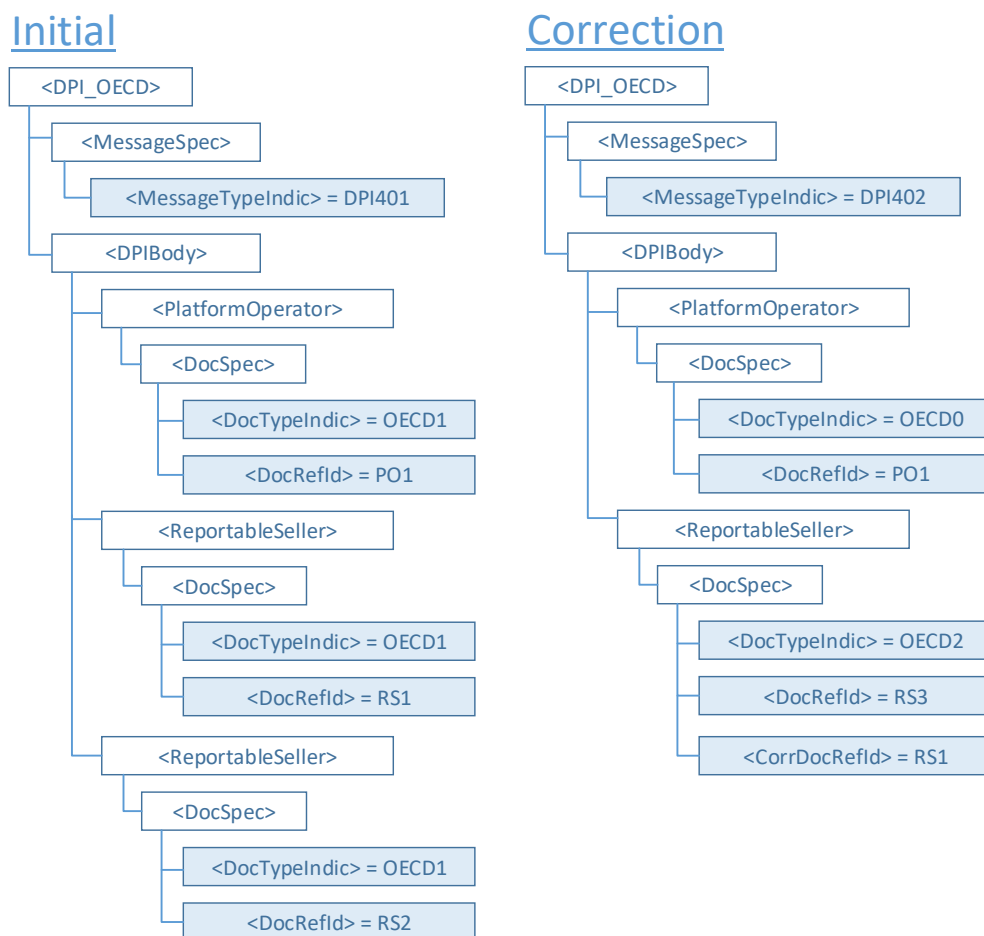 Initial
<DPI_OECD>
<MessageSpec>
<MessageTypeIndic> = DPI401
<DPIBody>
<PlatformOperator>
<DocSpec>
<DocTypeIndic> = OECD1
<DocRefId> = PO1
<ReportableSeller>
<DocSpec>
<DocTypeIndic> = OECD1
<DocRefId> = RS1
<ReportableSeller>
<DocSpec>
<DocTypeIndic> = OECD1
<DocRefId> = RS2
Correction
<DPI_OECD>
<MessageSpec>
<MessageTypeIndic> = DPI402
<DPIBody>
<PlatformOperator>
<DocSpec>
<DocTypeIndic> = OECD0
<DocRefId> = PO1
<ReportableSeller>
<DocSpec>
<DocTypeIndic> = OECD2
<DocRefId> = RS3
<CorrDocRefId> = RS1